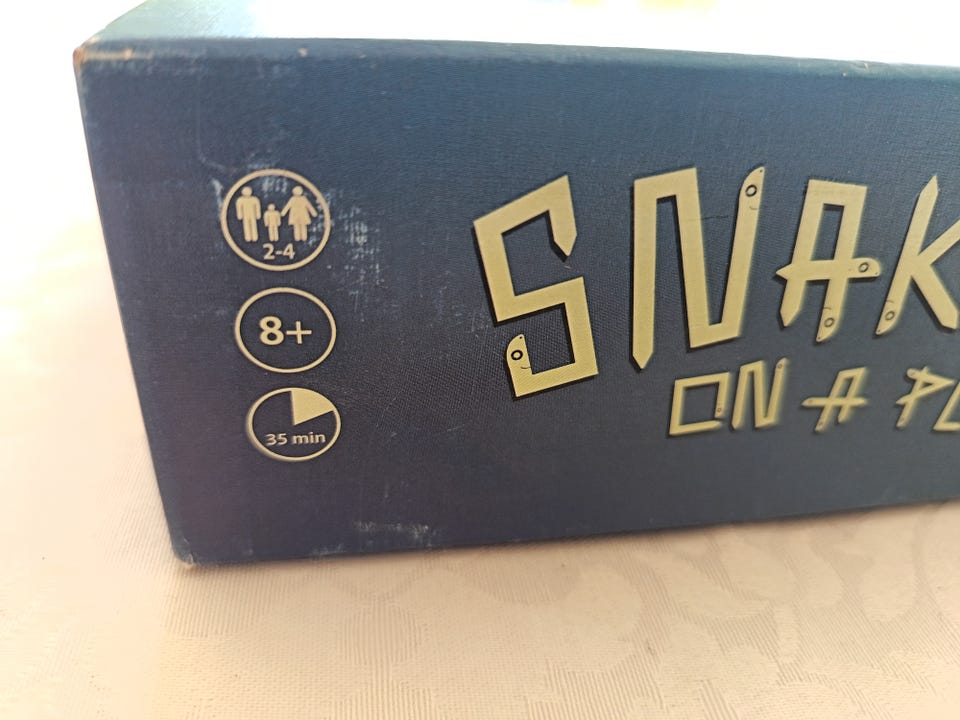 2-4
8+
35 min
SNAK
ON A P